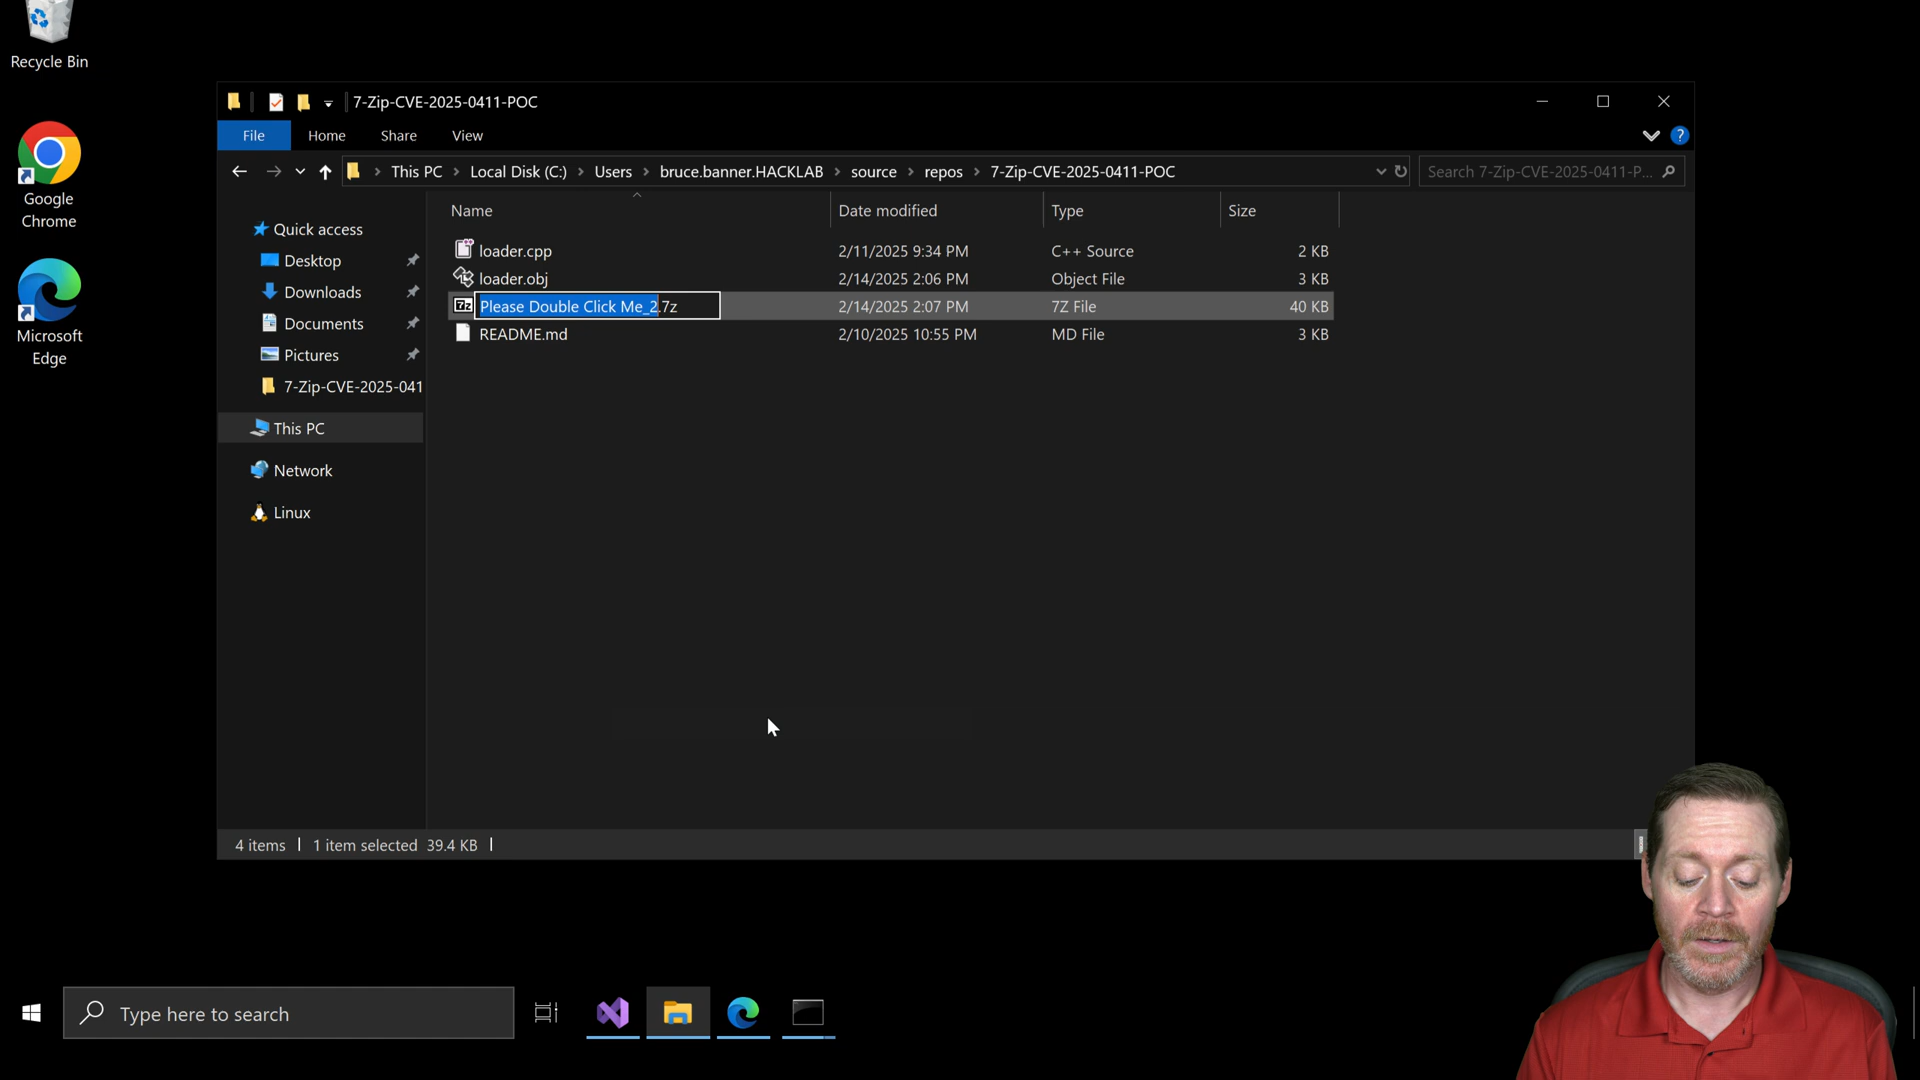 Recycle Bin
Google
Chrome
Microsoft
Edge
7-Zip-CVE-2025-0411-POC
File Home Share View ?
This PC Local Disk (C:) Users bruce.banner.HACKLAB source repos 7-Zip-CVE-2025-0411-POC
Search 7-Zip-CVE-2025-0411-P...
Quick access
Desktop
Downloads
Documents
Pictures
7-Zip-CVE-2025-041
This PC
Network
Linux
Name Date modified Type Size
loader.cpp 2/11/2025 9:34 PM C++ Source 2 KB
loader.obj 2/14/2025 2:06 PM Object File 3 KB
7z Please Double Click Me_2.7z 2/14/2025 2:07 PM 7Z File 40 KB
README.md 2/10/2025 10:55 PM MD File 3 KB
4 items 1 item selected 39.4 KB
Type here to search